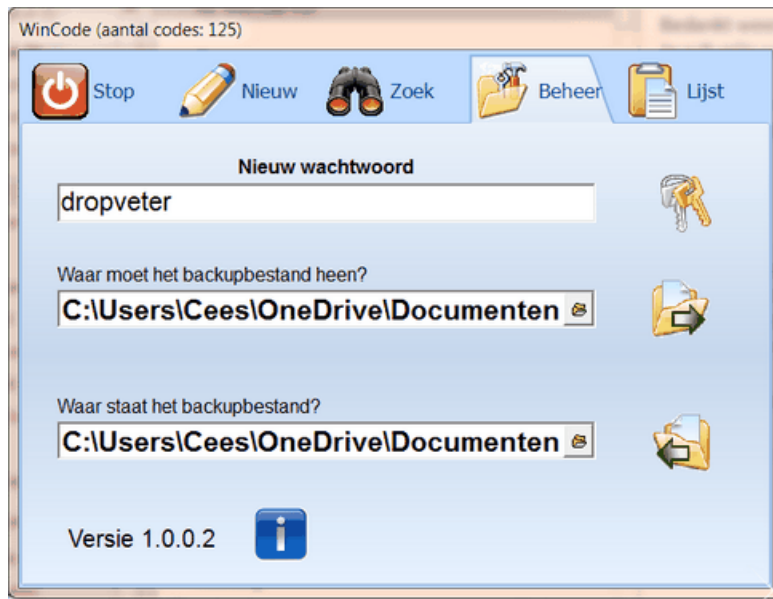 WinCode (aantal codes: 125)
Stop Nieuw Zoek Beheer Lijst
Nieuw wachtwoord
dropveter
Waar moet het backupbestand heen?
C:\Users\Cees\OneDrive\Documenten
Waar staat het backupbestand?
C:\Users\Cees\OneDrive\Documenten
Versie 1.0.0.2